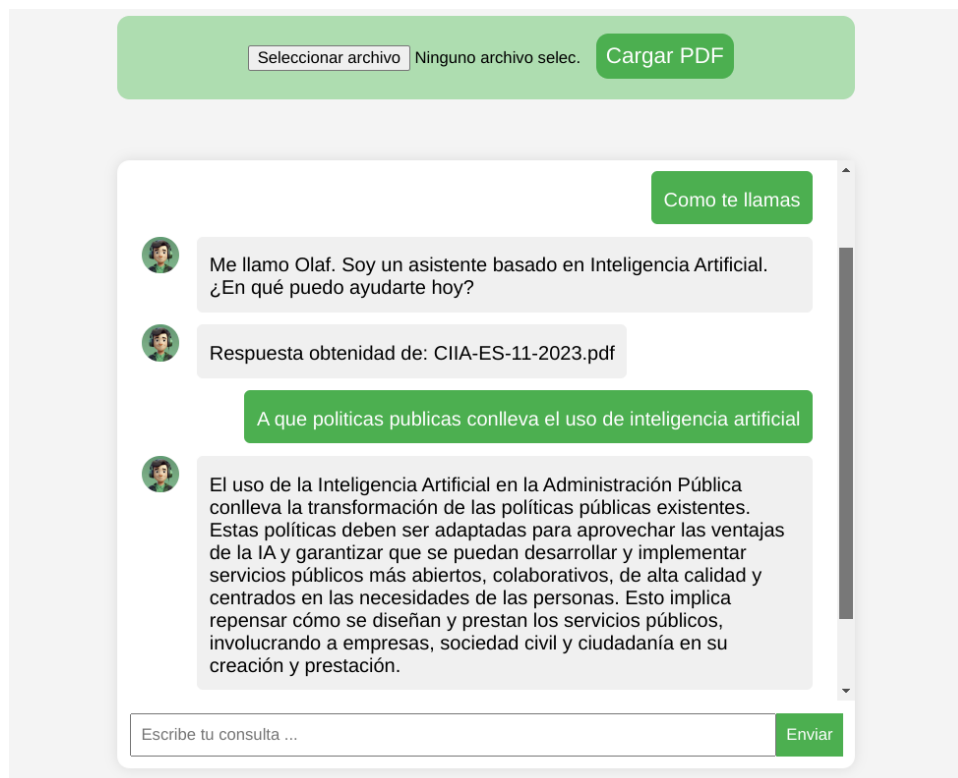 Seleccionar archivo Ninguno archivo selec. Cargar PDF
Como te llamas
Me llamo Olaf. Soy un asistente basado en Inteligencia Artificial.
¿En qué puedo ayudarte hoy?
Respuesta obtenidad de: CIIA-ES-11-2023.pdf
A que politicas publicas conlleva el uso de inteligencia artificial
El uso de la Inteligencia Artificial en la Administración Pública
conlleva la transformación de las políticas públicas existentes.
Estas políticas deben ser adaptadas para aprovechar las ventajas
de la IA y garantizar que se puedan desarrollar y implementar
servicios públicos más abiertos, colaborativos, de alta calidad y
centrados en las necesidades de las personas. Esto implica
repensar cómo se diseñan y prestan los servicios públicos,
involucrando a empresas, sociedad civil y ciudadanía en su
creación y prestación.
Escribe tu consulta ... Enviar